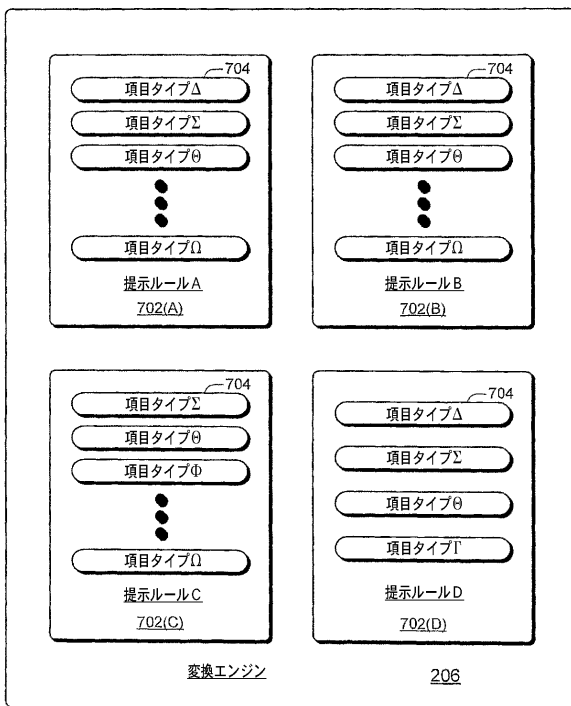 704
項目タイプΔ
項目タイプΣ
項目タイプΘ
項目タイプΩ
提示ルールA
702(A)
704
項目タイプΔ
項目タイプΣ
項目タイプΘ
項目タイプΩ
提示ルールB
702(B)
704
項目タイプΣ
項目タイプΘ
項目タイプΦ
項目タイプΩ
提示ルールC
702(C)
704
項目タイプΔ
項目タイプΣ
項目タイプΘ
項目タイプΓ
提示ルールD
702(D)
変換エンジン
206